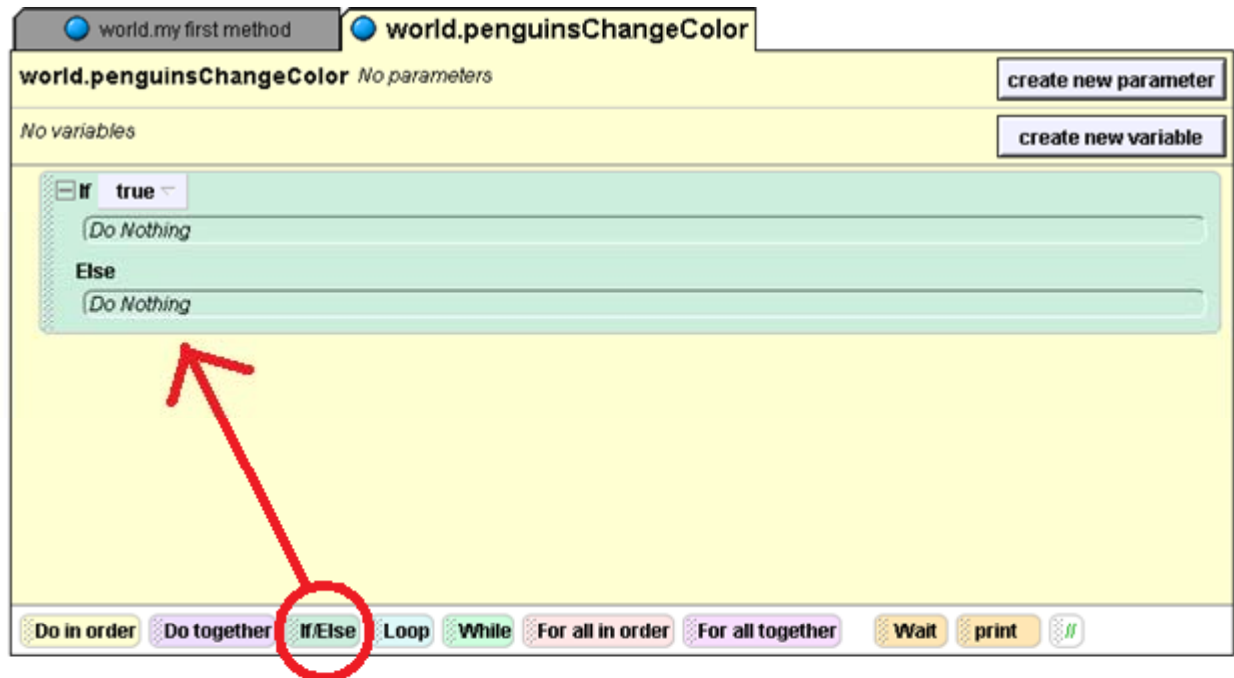 world.my first method world.penguinsChangeColor
world.penguinsChangeColor No parameters create new parameter
No variables create new variable
If true
Do Nothing
Else
Do Nothing
Do in order Do together If/Else Loop While For all in order For all together Wait print //